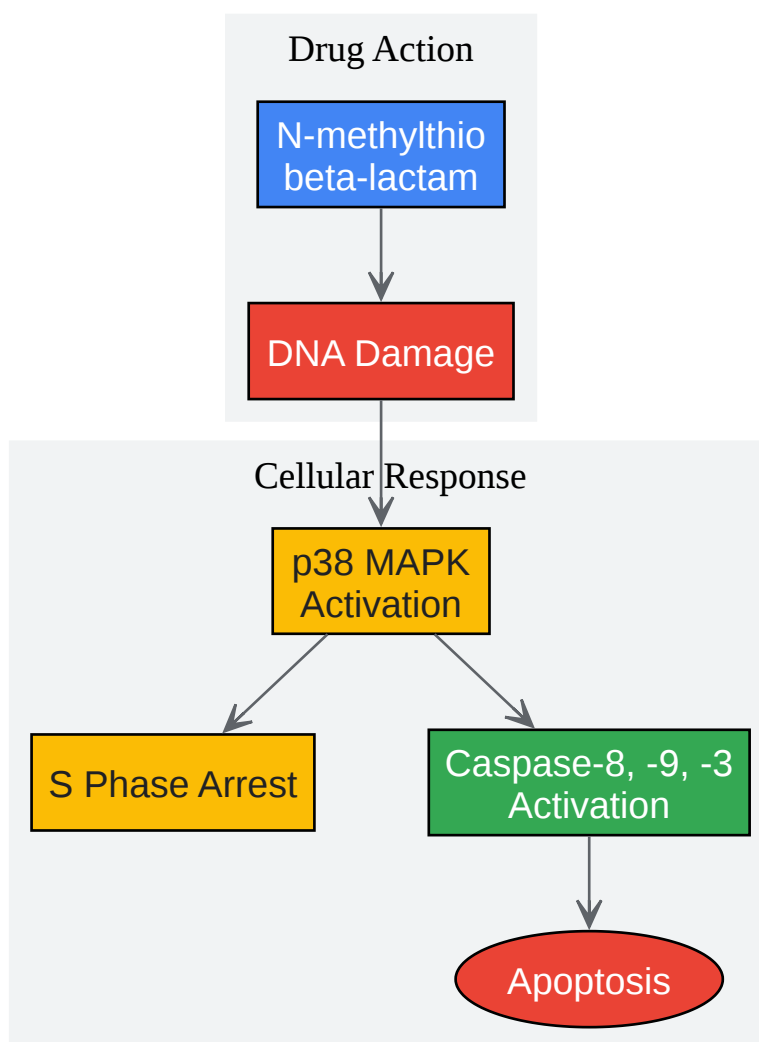 Drug Action
N-methylthio
beta-lactam
DNA Damage
Cellular Response
p38 MAPK
Activation
S Phase Arrest
Caspase-8, -9, -3
Activation
Apoptosis